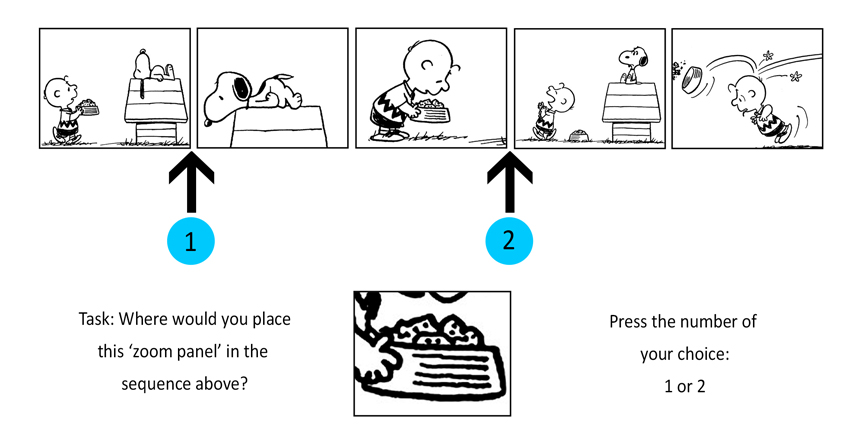 1
2
Task: Where would you place
this ‘zoom panel’ in the
sequence above?
Press the number of
your choice:
1 or 2